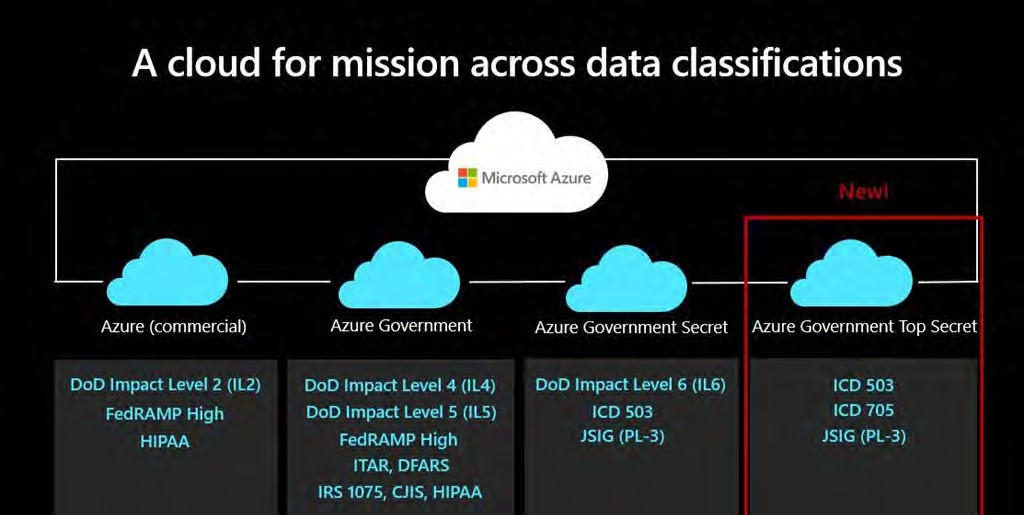 A cloud for mission across data classifications
Microsoft Azure
New!
Azure (commercial)
Azure Government
Azure Government Secret
Azure Government Top Secret
DoD Impact Level 2 (IL2)
FedRAMP High
HIPAA
DoD Impact Level 4 (IL4)
DoD Impact Level 5 (IL5)
FedRAMP High
ITAR, DFARS
IRS 1075, CJIS, HIPAA
DoD Impact Level 6 (IL6)
ICD 503
JSIG (PL-3)
ICD 503
ICD 705
JSIG (PL-3)